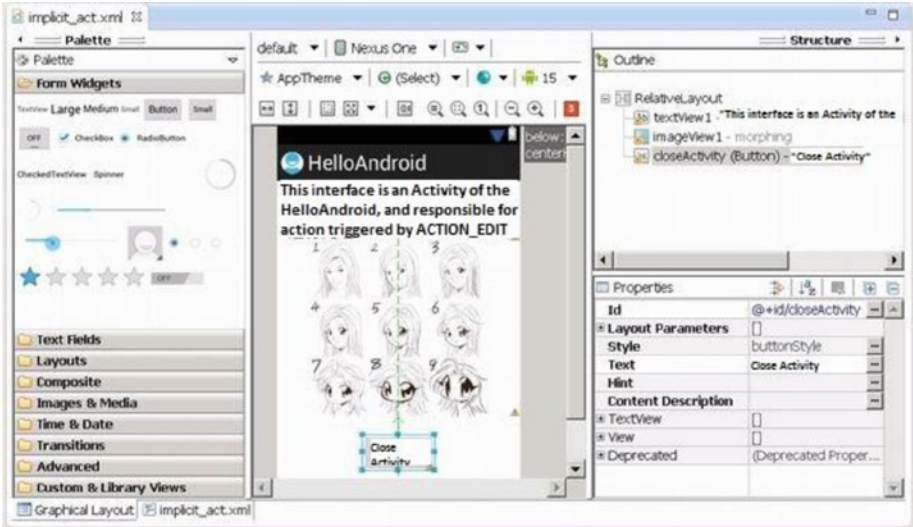 implicit_act.xml
Palette
Palette
Form Widgets
TextView Large Medium Small Button Small
OFF CheckBox RadioButton
CheckedTextView Spinner
OFF
Text Fields
Layouts
Composite
Images & Media
Time & Date
Transitions
Advanced
Custom & Library Views
Graphical Layout implicit_act.xml
default Nexus One
AppTheme (Select) 15
3
below:
HelloAndroid
This interface is an Activity of the
HelloAndroid, and responsible for
action triggered by ACTION_EDIT
1 2 3
4 5 6
7 8 9
Close
Activity
Structure
Outline
RelativeLayout
textView1 - "This interface is an Activity of the
imageView1 - morphing
closeActivity (Button) - "Close Activity"
Properties
Id @+id/closeActivity
Layout Parameters []
Style buttonStyle
Text Close Activity
Hint
Content Description
TextView []
View []
Deprecated (Deprecated Proper...